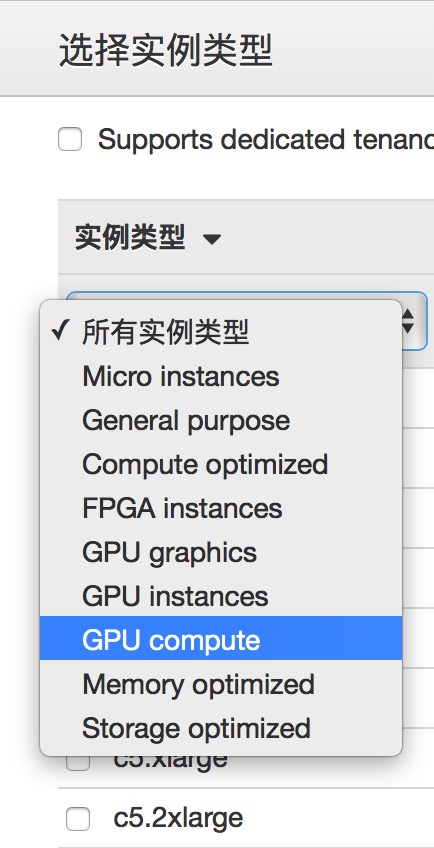 选择实例类型
Supports dedicated tenanc
实例类型
所有实例类型
Micro instances
General purpose
Compute optimized
FPGA instances
GPU graphics
GPU instances
GPU compute
Memory optimized
Storage optimized
c5.xlarge
c5.2xlarge